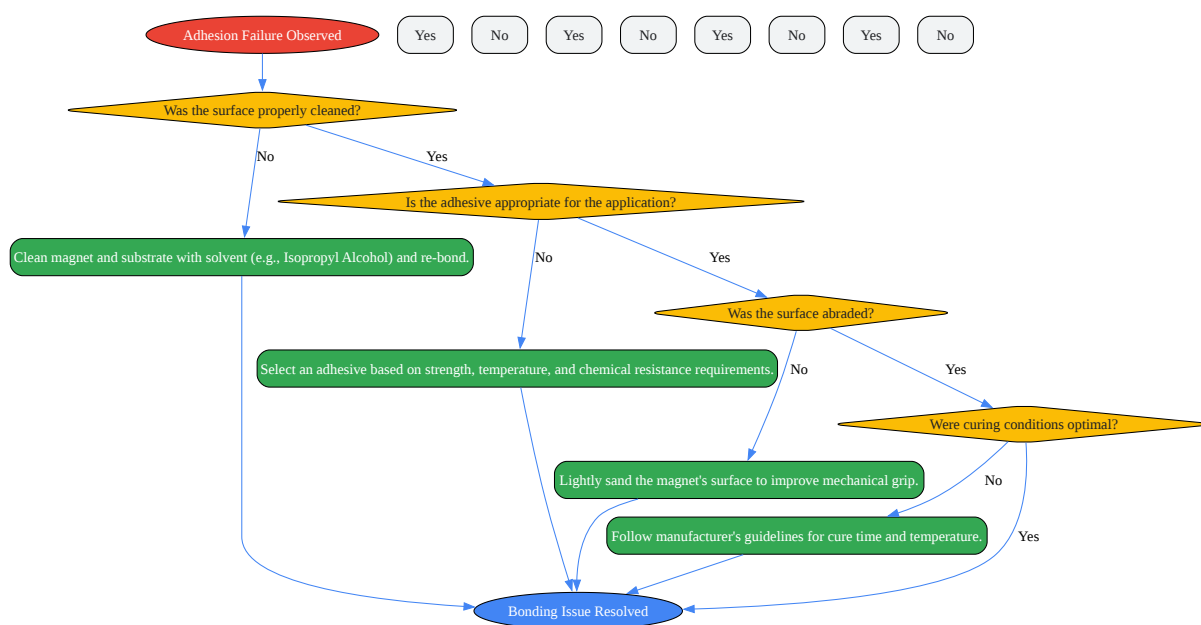 Adhesion Failure Observed
Yes
No
Yes
No
Yes
No
Yes
No
Was the surface properly cleaned?
No
Yes
Is the adhesive appropriate for the application?
Clean magnet and substrate with solvent (e.g., Isopropyl Alcohol) and re-bond.
No
Yes
Was the surface abraded?
Select an adhesive based on strength, temperature, and chemical resistance requirements.
No
Yes
Were curing conditions optimal?
Lightly sand the magnet's surface to improve mechanical grip.
No
Follow manufacturer's guidelines for cure time and temperature.
Yes
Bonding Issue Resolved